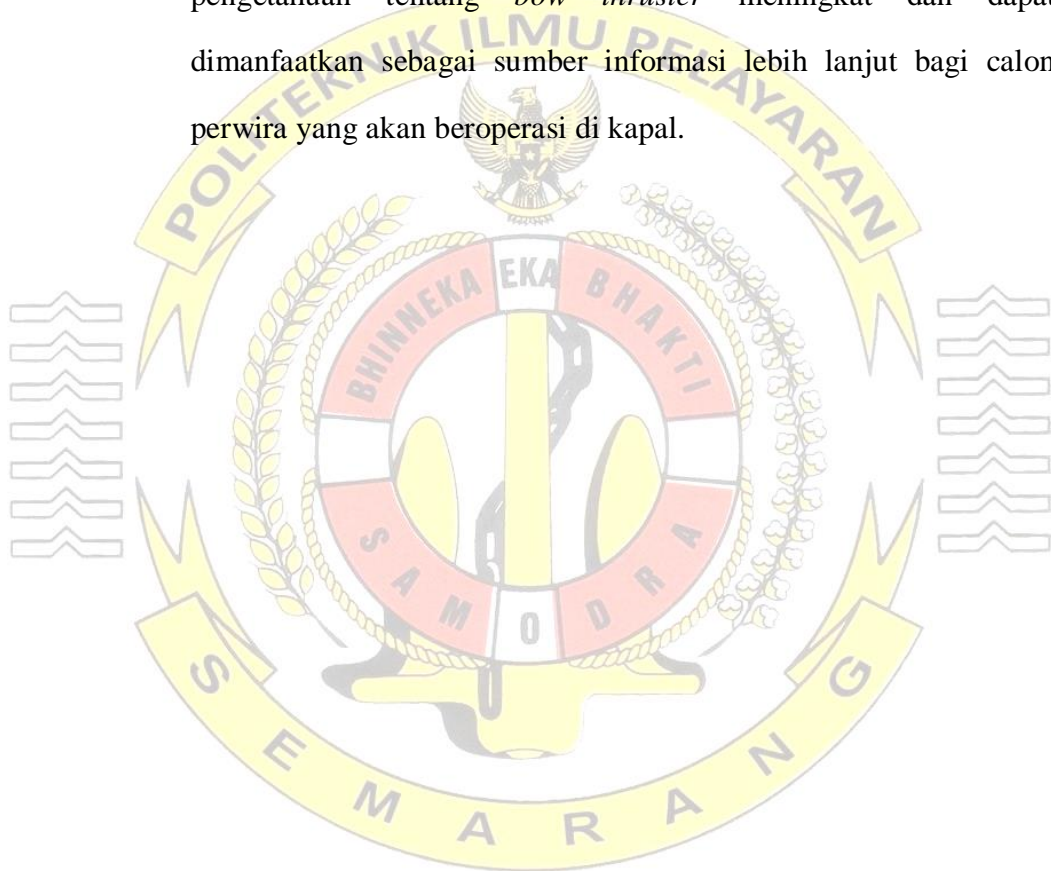 pengetahuan tentang bow thruster meningkat dan dapat
dimanfaatkan sebagai sumber informasi lebih lanjut bagi calon
perwira yang akan beroperasi di kapal.
POLITEKNIK ILMU PELAYARAN
BHINNEKA EKA BHAKTI
SAMODRA
SEMARANG